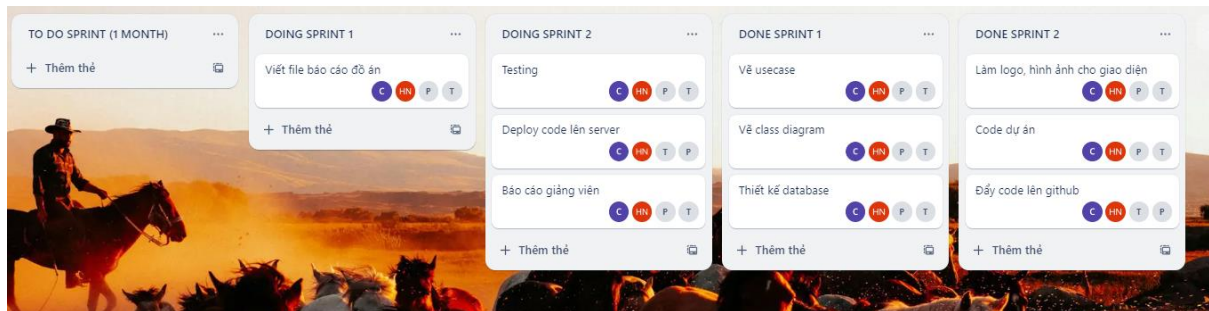 TO DO SPRINT (1 MONTH)
+ Thêm thẻ
DOING SPRINT 1
Viết file báo cáo đồ án
C HN P T
+ Thêm thẻ
DOING SPRINT 2
Testing
C HN P T
Deploy code lên server
C HN T P
Báo cáo giảng viên
C HN P T
+ Thêm thẻ
DONE SPRINT 1
Vẽ usecase
C HN P T
Vẽ class diagram
C HN P T
Thiết kế database
C HN P T
+ Thêm thẻ
DONE SPRINT 2
Làm logo, hình ảnh cho giao diện
C HN P T
Code dự án
C HN P T
Đẩy code lên github
C HN T P
+ Thêm thẻ